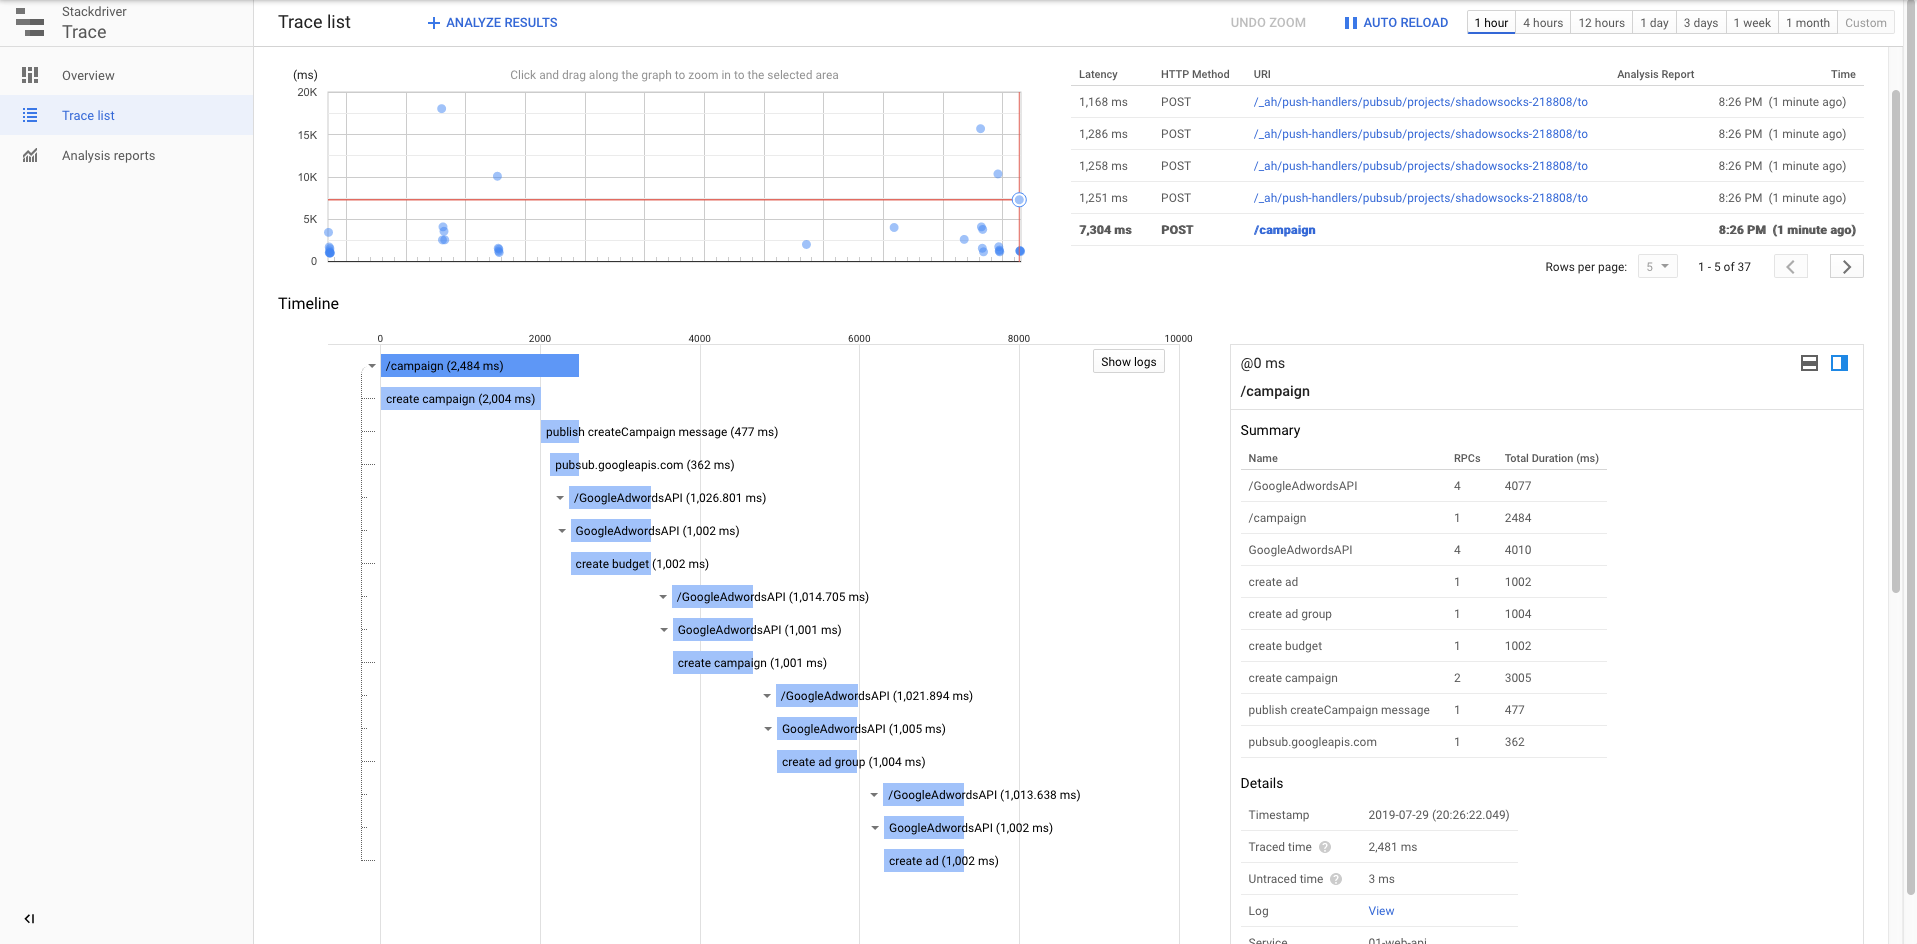 Stackdriver
Trace
Overview
Trace list
Analysis reports
Trace list
ANALYZE RESULTS
UNDO ZOOM
AUTO RELOAD
1 hour
4 hours
12 hours
1 day
3 days
1 week
1 month
Custom
(ms)
Click and drag along the graph to zoom in to the selected area
20K
15K
10K
5K
0
Latency HTTP Method URI Analysis Report Time
1,168 ms POST /_ah/push-handlers/pubsub/projects/shadowsocks-218808/to 8:26 PM (1 minute ago)
1,286 ms POST /_ah/push-handlers/pubsub/projects/shadowsocks-218808/to 8:26 PM (1 minute ago)
1,258 ms POST /_ah/push-handlers/pubsub/projects/shadowsocks-218808/to 8:26 PM (1 minute ago)
1,251 ms POST /_ah/push-handlers/pubsub/projects/shadowsocks-218808/to 8:26 PM (1 minute ago)
7,304 ms POST /campaign 8:26 PM (1 minute ago)
Rows per page: 5 1 - 5 of 37
Timeline
0 2000 4000 6000 8000 10000
Show logs
/campaign (2,484 ms)
create campaign (2,004 ms)
publish createCampaign message (477 ms)
pubsub.googleapis.com (362 ms)
/GoogleAdwordsAPI (1,026.801 ms)
GoogleAdwordsAPI (1,002 ms)
create budget (1,002 ms)
/GoogleAdwordsAPI (1,014.705 ms)
GoogleAdwordsAPI (1,001 ms)
create campaign (1,001 ms)
/GoogleAdwordsAPI (1,021.894 ms)
GoogleAdwordsAPI (1,005 ms)
create ad group (1,004 ms)
/GoogleAdwordsAPI (1,013.638 ms)
GoogleAdwordsAPI (1,002 ms)
create ad (1,002 ms)
@0 ms
/campaign
Summary
Name RPCs Total Duration (ms)
/GoogleAdwordsAPI 4 4077
/campaign 1 2484
GoogleAdwordsAPI 4 4010
create ad 1 1002
create ad group 1 1004
create budget 1 1002
create campaign 2 3005
publish createCampaign message 1 477
pubsub.googleapis.com 1 362
Details
Timestamp 2019-07-29 (20:26:22.049)
Traced time 2,481 ms
Untraced time 3 ms
Log View
Service 01-web-api